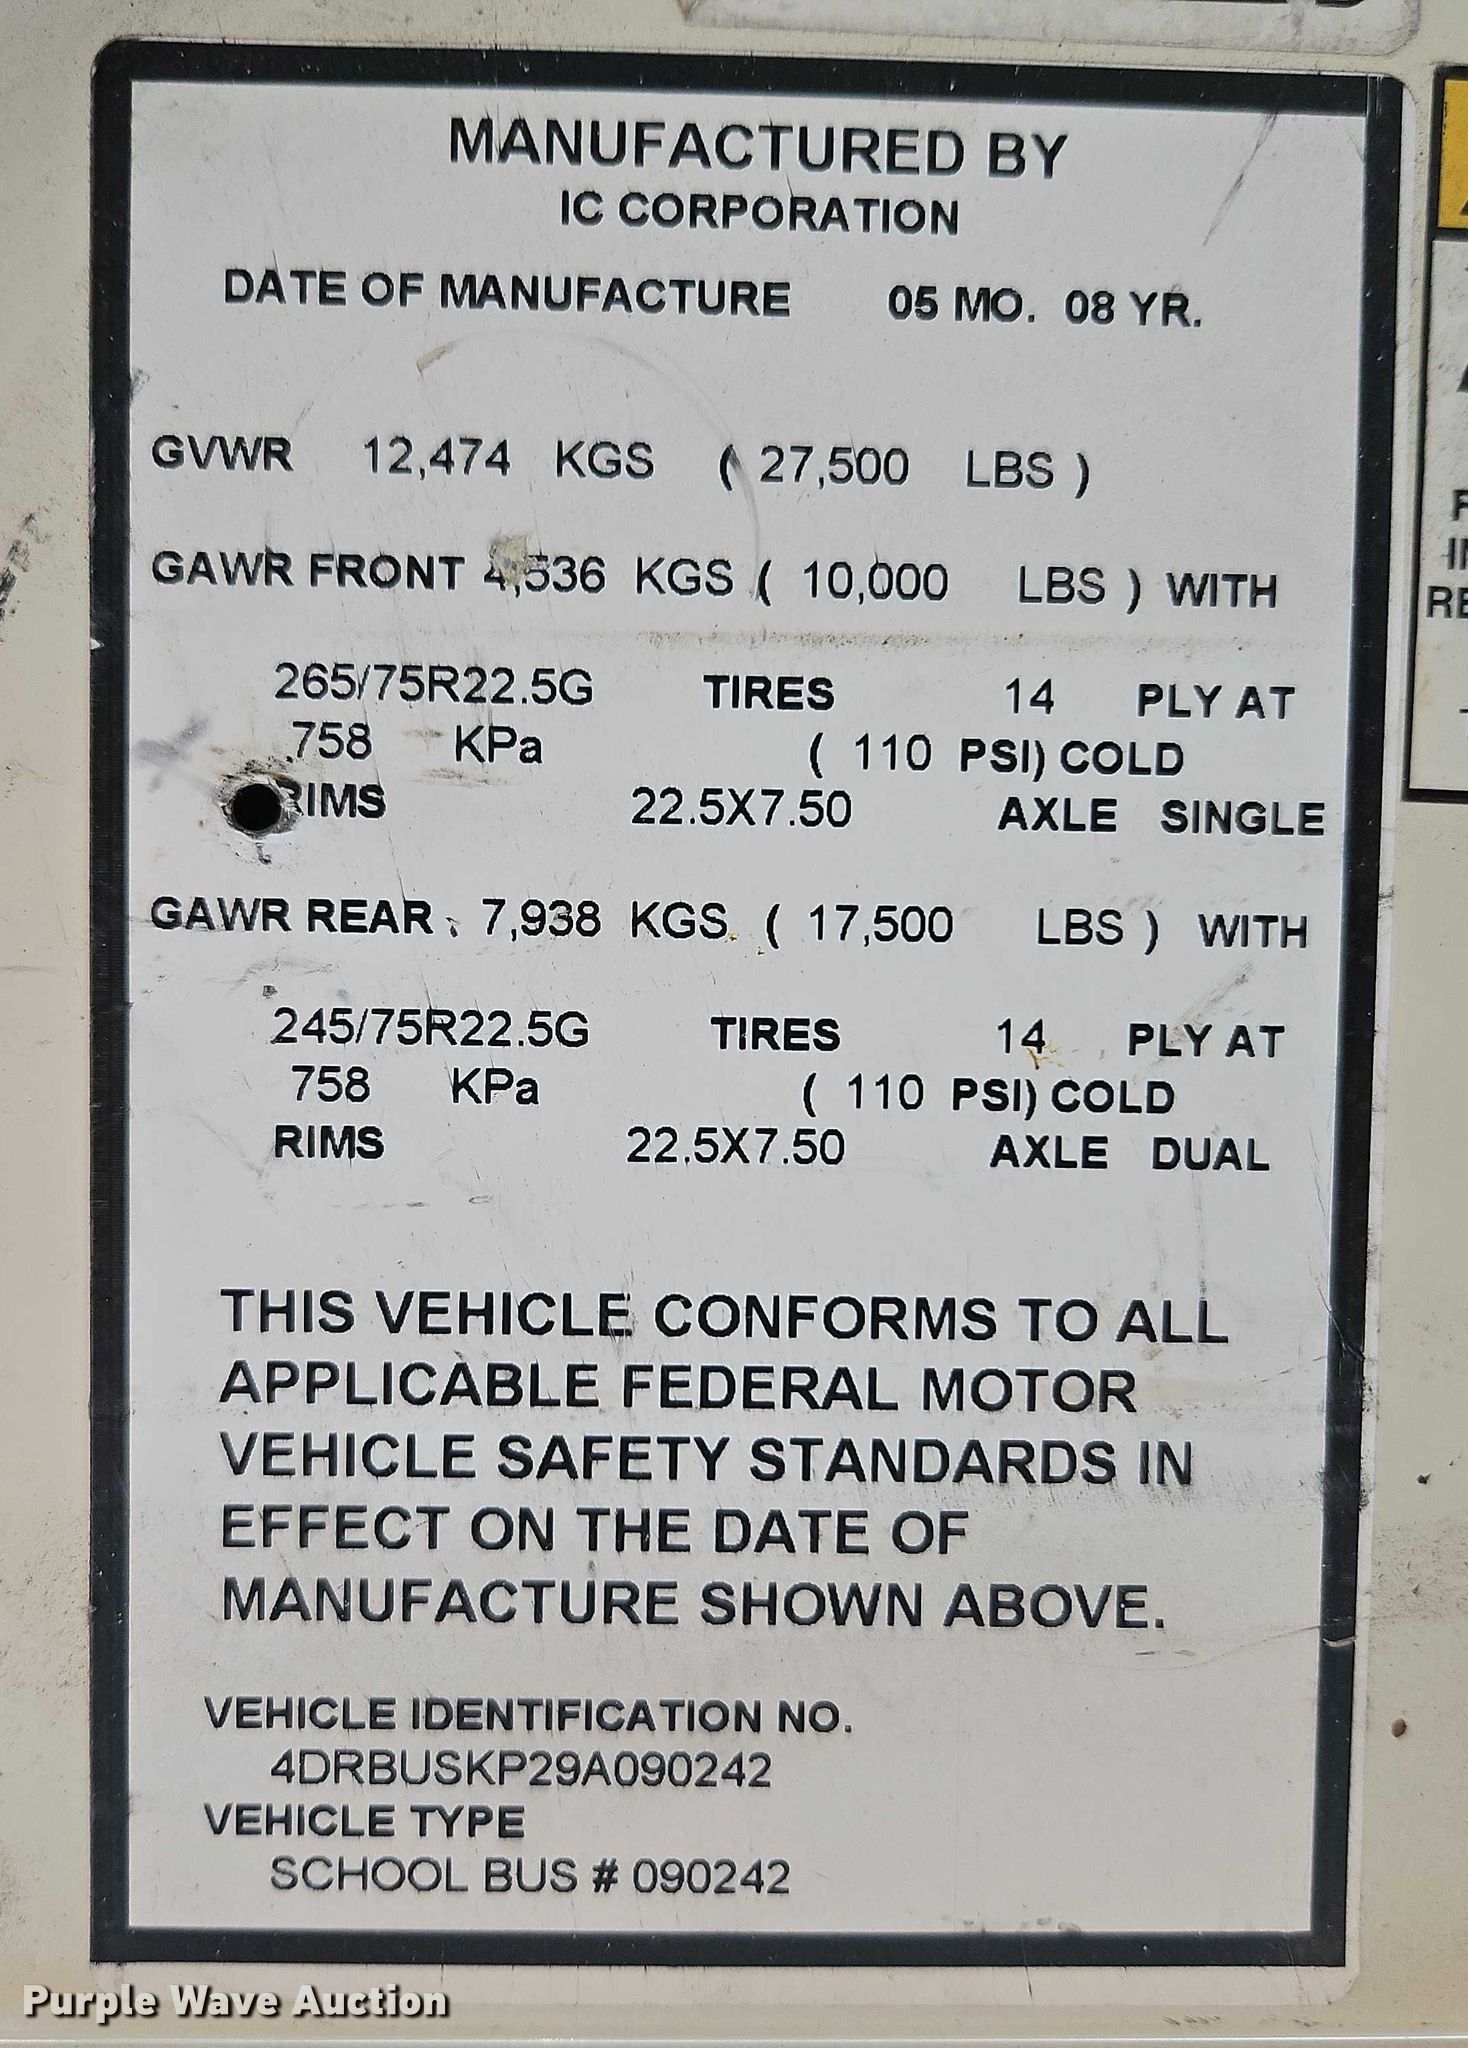 MANUFACTURED BY
IC CORPORATION
DATE OF MANUFACTURE 05 MO. 08 YR.
GVWR 12,474 KGS ( 27,500 LBS )
GAWR FRONT 4,536 KGS ( 10,000 LBS ) WITH
265/75R22.5G TIRES 14 PLY AT
758 KPa ( 110 PSI) COLD
RIMS 22.5X7.50 AXLE SINGLE
GAWR REAR 7,938 KGS ( 17,500 LBS ) WITH
245/75R22.5G TIRES 14 PLY AT
758 KPa ( 110 PSI) COLD
RIMS 22.5X7.50 AXLE DUAL
THIS VEHICLE CONFORMS TO ALL
APPLICABLE FEDERAL MOTOR
VEHICLE SAFETY STANDARDS IN
EFFECT ON THE DATE OF
MANUFACTURE SHOWN ABOVE.
VEHICLE IDENTIFICATION NO.
4DRBUSKP29A090242
VEHICLE TYPE
SCHOOL BUS # 090242
Purple Wave Auction